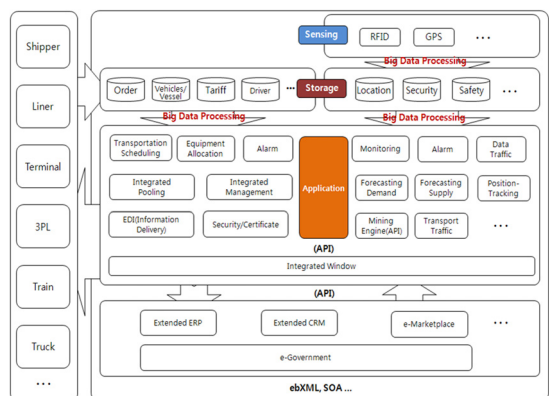 Shipper
Liner
Terminal
3PL
Train
Truck
...
Sensing
RFID
GPS
...
Big Data Processing
Order
Vehicles/
Vessel
Tariff
Driver
...
Storage
Location
Security
Safety
...
Big Data Processing
Big Data Processing
Transportation
Scheduling
Equipment
Allocation
Alarm
Integrated
Pooling
Integrated
Management
EDI(Information
Delivery)
Security/Certificate
Application
Monitoring
Alarm
Data
Traffic
Forecasting
Demand
Forecasting
Supply
Position-
Tracking
Mining
Engine(API)
Transport
Traffic
...
(API)
Integrated Window
(API)
Extended ERP
Extended CRM
e-Marketplace
...
e-Government
ebXML, SOA ...